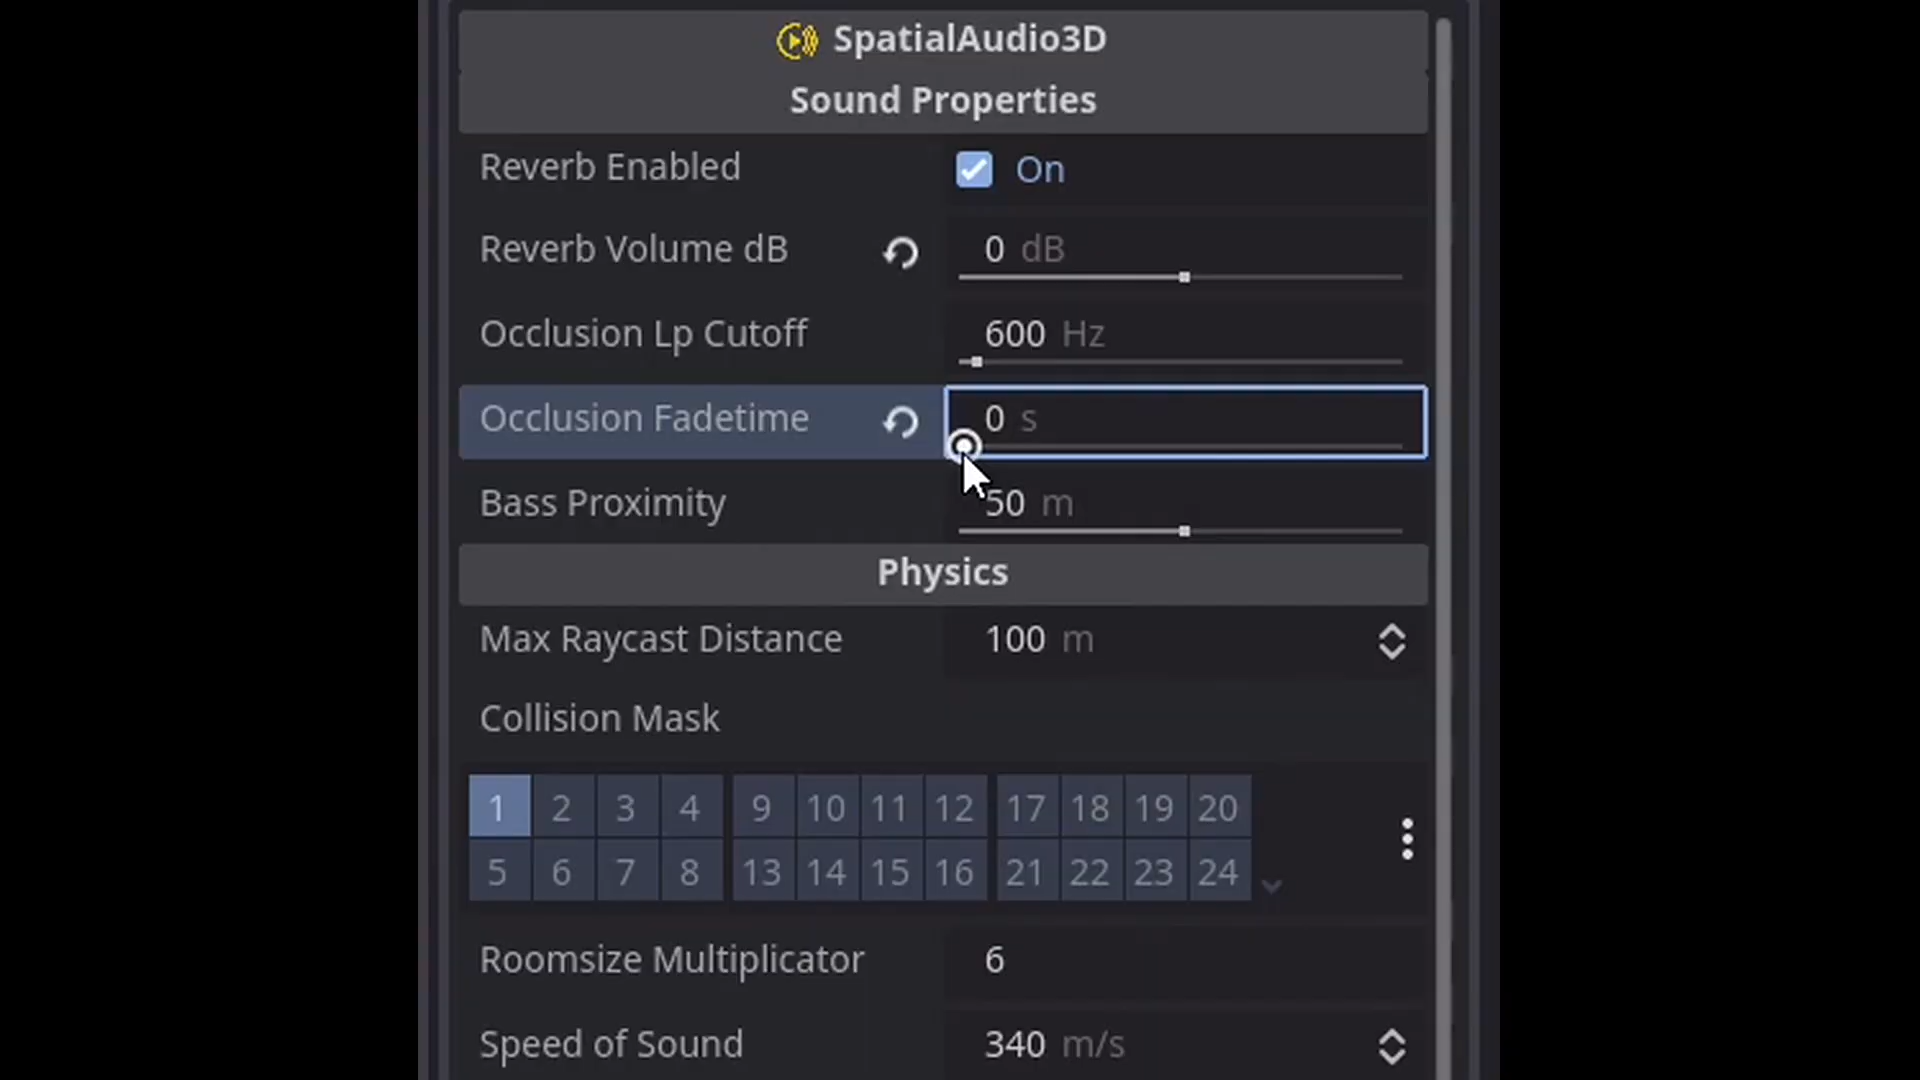 SpatialAudio3D
Sound Properties
Reverb Enabled On
Reverb Volume dB 0 dB
Occlusion Lp Cutoff 600 Hz
Occlusion Fadetime 0 s
Bass Proximity 50 m
Physics
Max Raycast Distance 100 m
Collision Mask
1 2 3 4 9 10 11 12 17 18 19 20
5 6 7 8 13 14 15 16 21 22 23 24
Roomsize Multiplicator 6
Speed of Sound 340 m/s